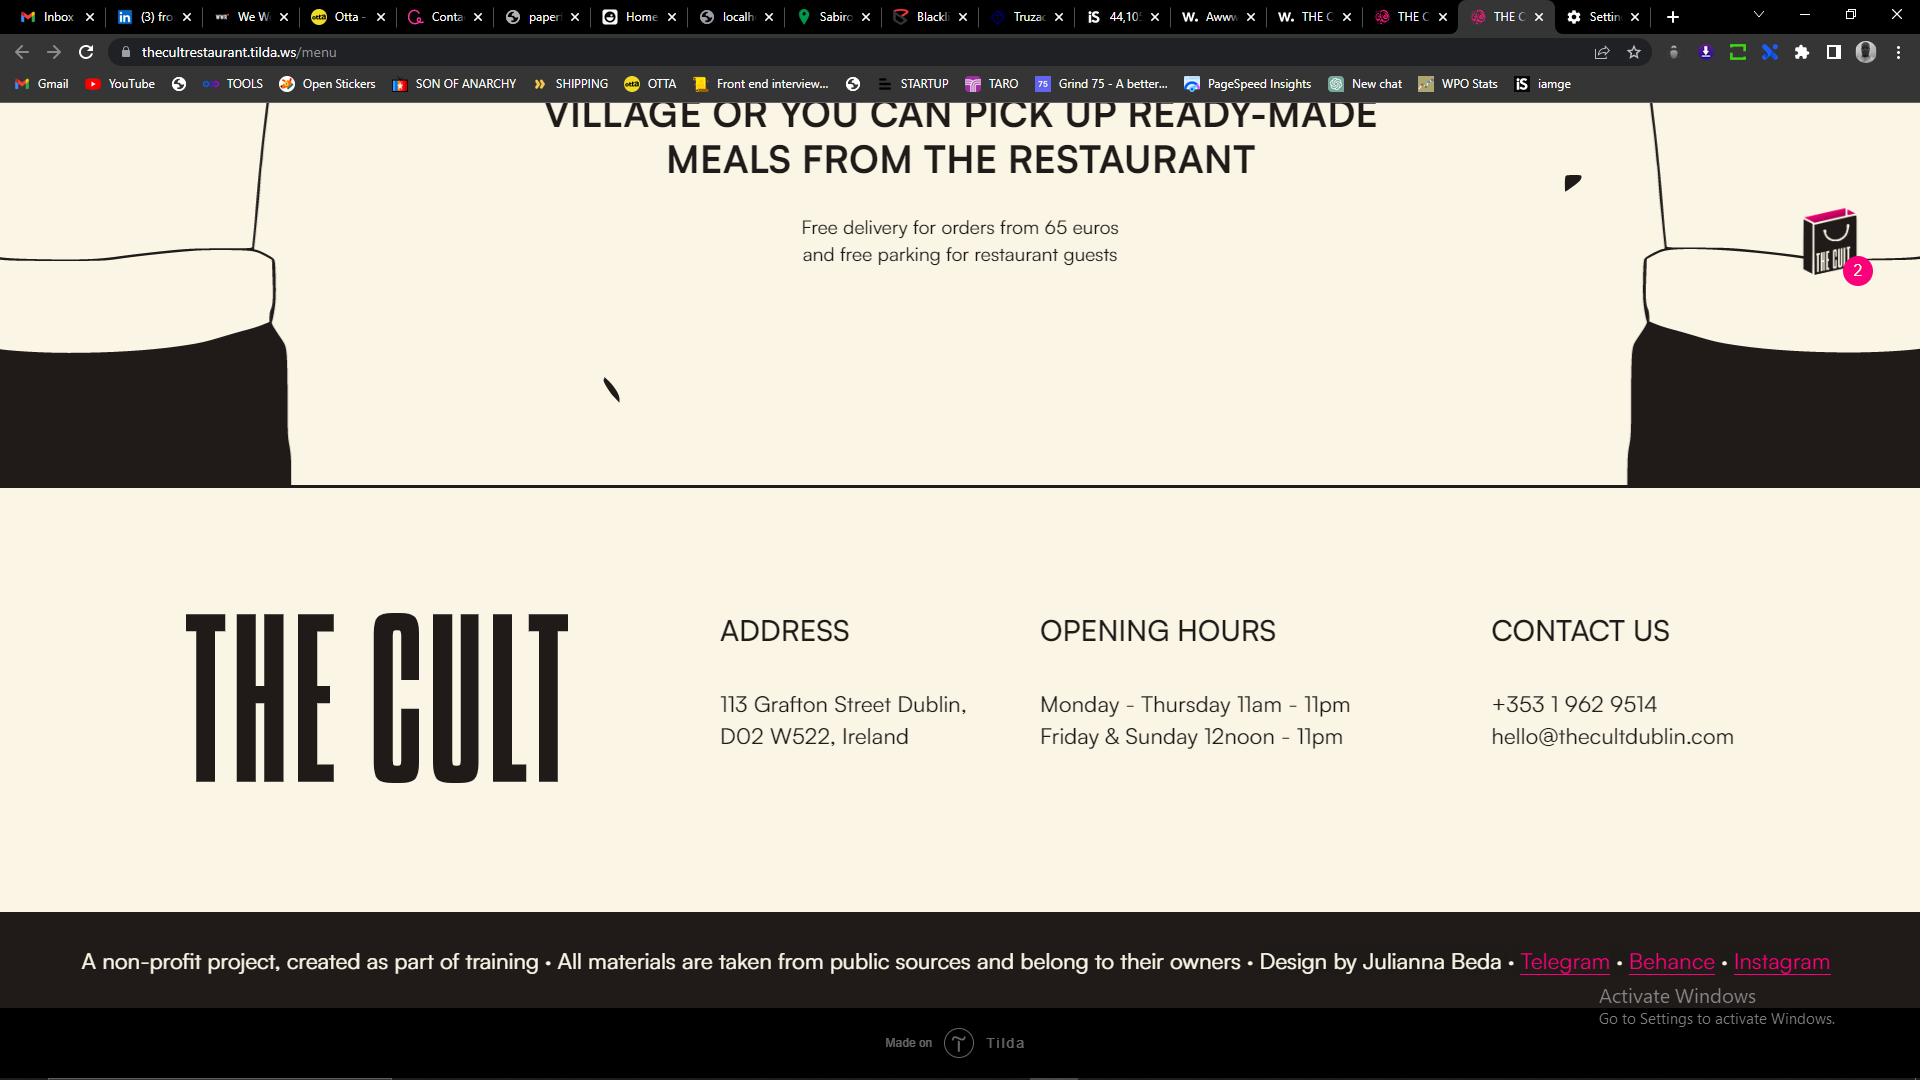 Inbox
(3) fro
We W
Otta -
Conta
paper
Home
localh
Sabiro
Blackli
Truzac
44,105
Awww
THE C
THE C
THE C
Settin
thecultrestaurant.tilda.ws/menu
Gmail
YouTube
TOOLS
Open Stickers
SON OF ANARCHY
SHIPPING
OTTA
Front end interview...
STARTUP
TARO
75
Grind 75 - A better...
PageSpeed Insights
New chat
WPO Stats
iamge
VILLAGE OR YOU CAN PICK UP READY-MADE
MEALS FROM THE RESTAURANT
Free delivery for orders from 65 euros
and free parking for restaurant guests
THE CULT
2
THE CULT
ADDRESS
113 Grafton Street Dublin,
D02 W522, Ireland
OPENING HOURS
Monday - Thursday 11am - 11pm
Friday & Sunday 12noon - 11pm
CONTACT US
+353 1 962 9514
hello@thecultdublin.com
A non-profit project, created as part of training • All materials are taken from public sources and belong to their owners • Design by Julianna Beda • Telegram • Behance • Instagram
Activate Windows
Go to Settings to activate Windows.
Made on Tilda